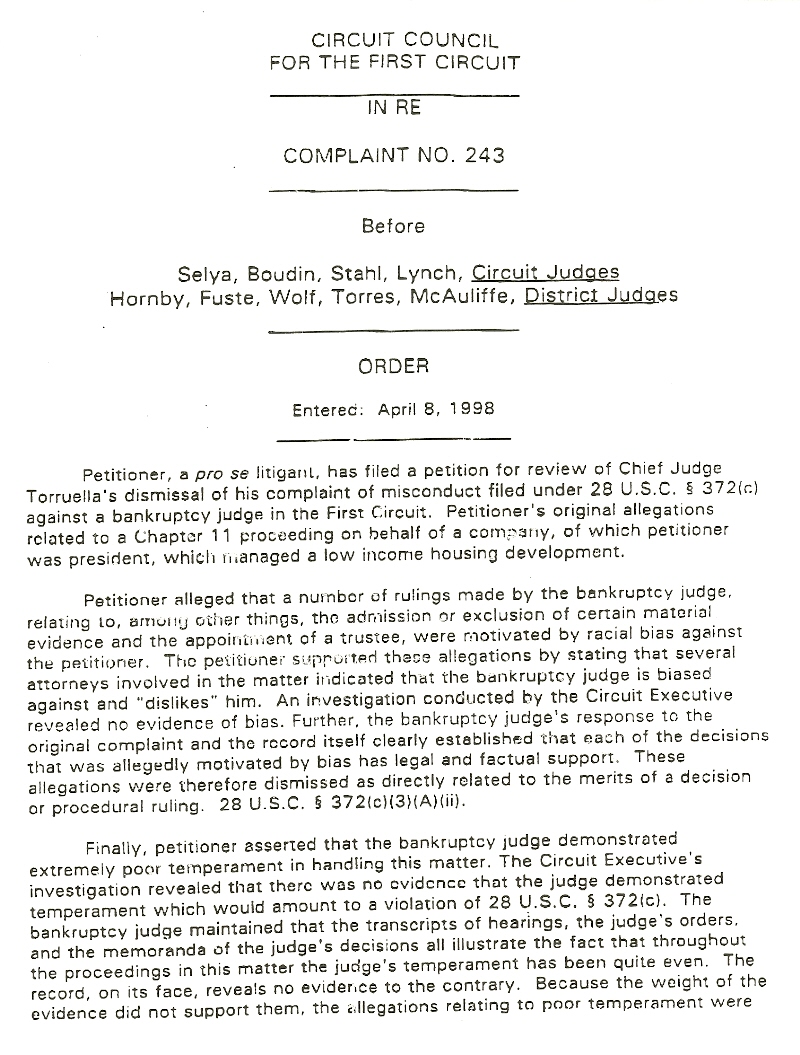 CIRCUIT COUNCIL
FOR THE FIRST CIRCUIT
IN RE
COMPLAINT NO. 243
Before
Selya, Boudin, Stahl, Lynch, Circuit Judges
Hornby, Fuste, Wolf, Torres, McAuliffe, District Judges
ORDER
Entered: April 8, 1998
Petitioner, a pro se litigant, has filed a petition for review of Chief Judge
Torruella's dismissal of his complaint of misconduct filed under 28 U.S.C. § 372(c)
against a bankruptcy judge in the First Circuit. Petitioner's original allegations
related to a Chapter 11 proceeding on behalf of a company, of which petitioner
was president, which managed a low income housing development.
Petitioner alleged that a number of rulings made by the bankruptcy judge,
relating to, among other things, the admission or exclusion of certain material
evidence and the appointment of a trustee, were motivated by racial bias against
the petitioner. The petitioner supported these allegations by stating that several
attorneys involved in the matter indicated that the bankruptcy judge is biased
against and "dislikes" him. An investigation conducted by the Circuit Executive
revealed no evidence of bias. Further, the bankruptcy judge's response to the
original complaint and the record itself clearly established that each of the decisions
that was allegedly motivated by bias has legal and factual support. These
allegations were therefore dismissed as directly related to the merits of a decision
or procedural ruling. 28 U.S.C. § 372(c)(3)(A)(ii).
Finally, petitioner asserted that the bankruptcy judge demonstrated
extremely poor temperament in handling this matter. The Circuit Executive's
investigation revealed that there was no evidence that the judge demonstrated
temperament which would amount to a violation of 28 U.S.C. § 372(c). The
bankruptcy judge maintained that the transcripts of hearings, the judge's orders,
and the memoranda of the judge's decisions all illustrate the fact that throughout
the proceedings in this matter the judge's temperament has been quite even. The
record, on its face, reveals no evidence to the contrary. Because the weight of the
evidence did not support them, the allegations relating to poor temperament were